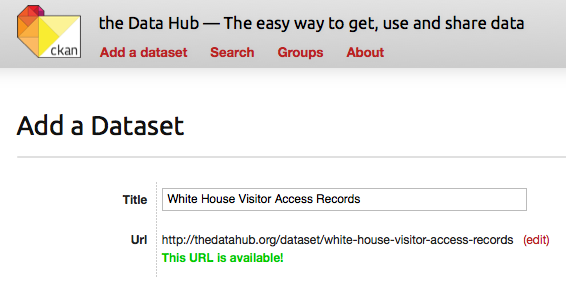 ckan
the Data Hub — The easy way to get, use and share data
Add a dataset Search Groups About
Add a Dataset
Title White House Visitor Access Records
Url http://thedatahub.org/dataset/white-house-visitor-access-records (edit)
This URL is available!